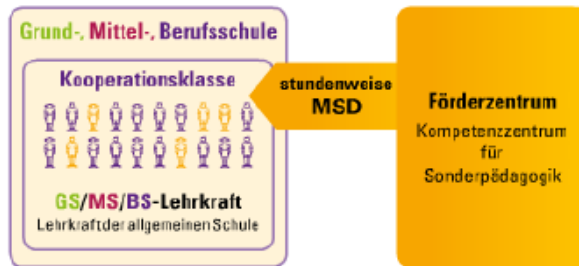 Grund-, Mittel-, Berufsschule
Kooperationsklasse
GS/MS/BS-Lehrkraft
Lehrkraft der allgemeinen Schule
stundenweise
MSD
Förderzentrum
Kompetenzzentrum
für
Sonderpädagogik